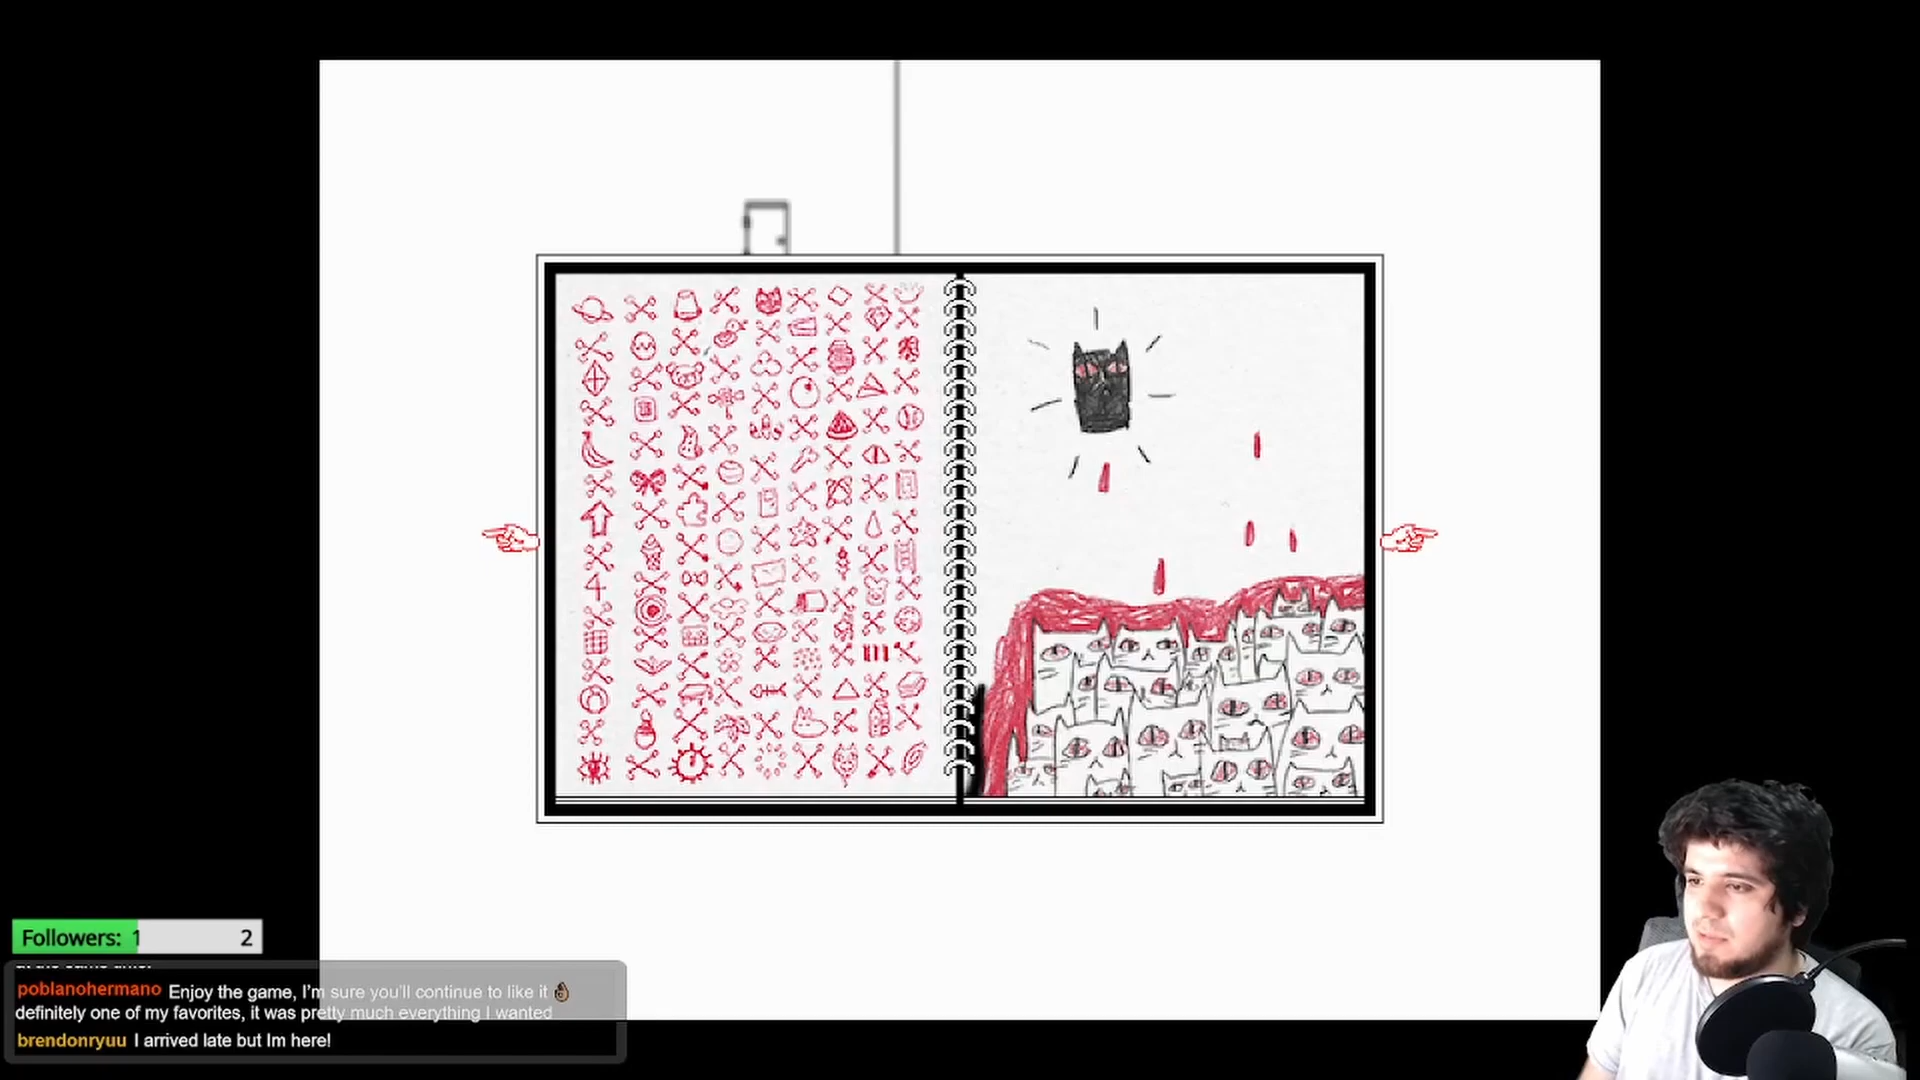 Followers: 1 2
poblanohermano Enjoy the game, I'm sure you'll continue to like it 👌🏾
definitely one of my favorites, it was pretty much everything I wanted
brendonryuu I arrived late but Im here!